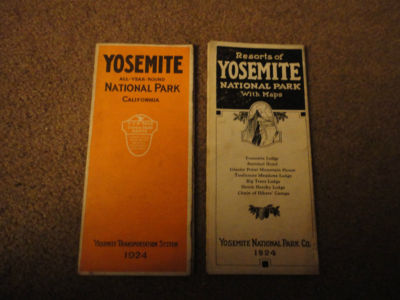 YOSEMITE
ALL-YEAR-ROUND
NATIONAL PARK
CALIFORNIA
YOSEMITE TRANSPORTATION SYSTEM
1924
Resorts of
YOSEMITE
NATIONAL PARK
With Maps
Yosemite Lodge
Sentinel Hotel
Glacier Point Mountain House
Tuolumne Meadows Lodge
Big Trees Lodge
Hetch Hetchy Lodge
Chain of Hikers' Camps
YOSEMITE NATIONAL PARK CO.
1924